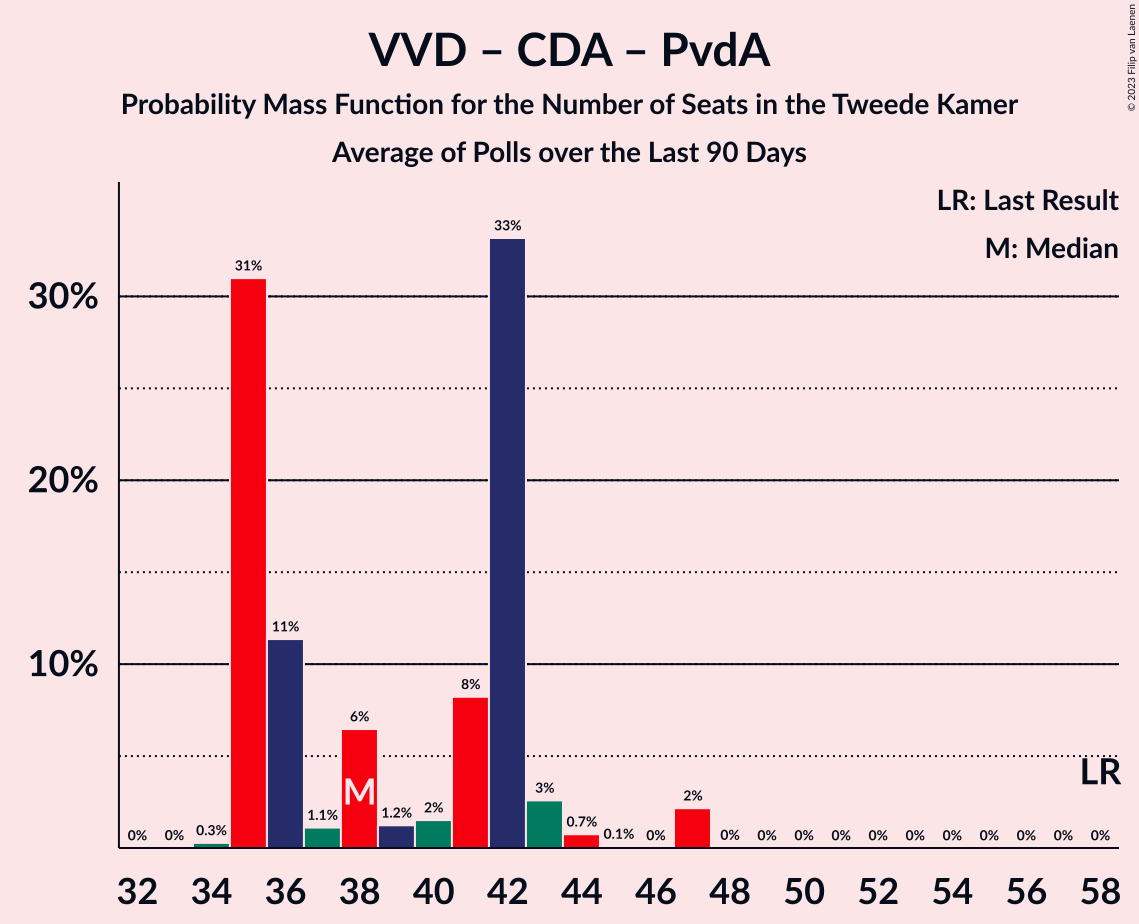 VVD – CDA – PvdA
Probability Mass Function for the Number of Seats in the Tweede Kamer
Average of Polls over the Last 90 Days
© 2023 Filip van Laenen
LR: Last Result
M: Median
30%
20%
10%
0% 0% 0.3% 31% 11% 1.1% 6% 1.2% 2% 8% 33% 3% 0.7% 0.1% 0% 2% 0% 0% 0% 0% 0% 0% 0% 0% 0% 0% 0%
M
LR
32 34 36 38 40 42 44 46 48 50 52 54 56 58